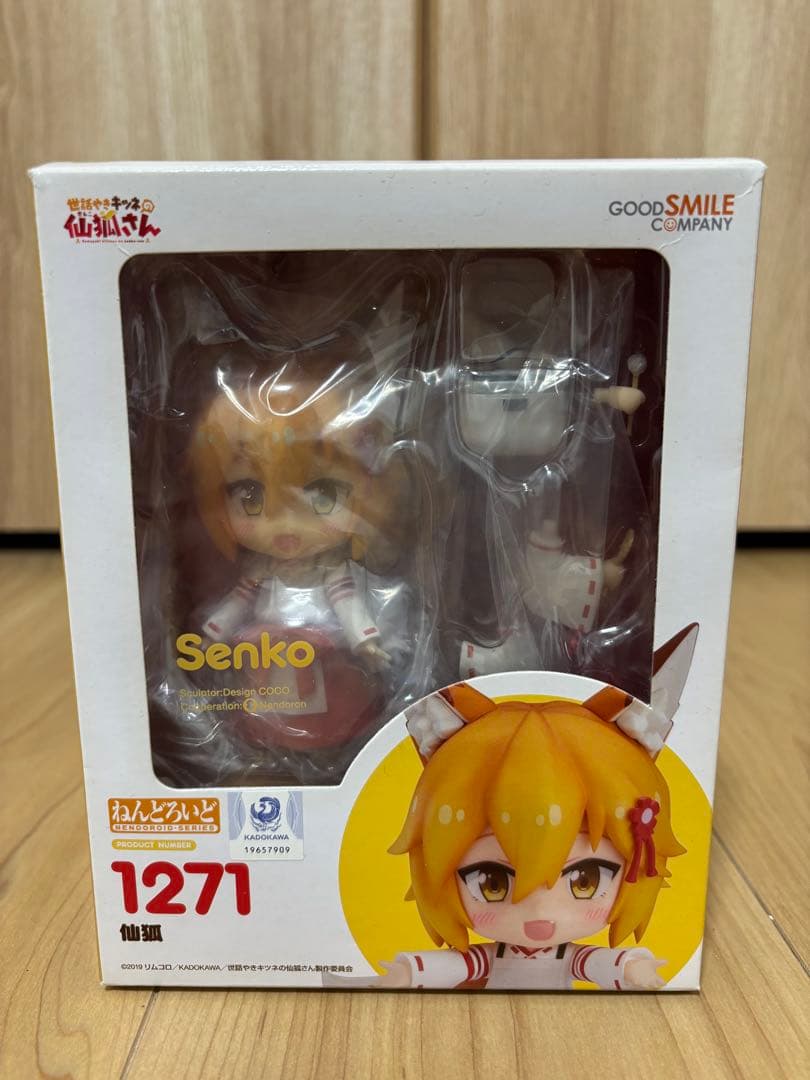 世話やきキツネの
仙狐さん
GOOD SMILE
COMPANY
Senko
Sculptor:Design COCO
Cooperation: Nendoron
ねんどろいど
NENDOROID-SERIES
PRODUCT NUMBER
1271
仙狐
KADOKAWA
19657909
©2019 リムコロ／KADOKAWA／世話やきキツネの仙狐さん製作委員会